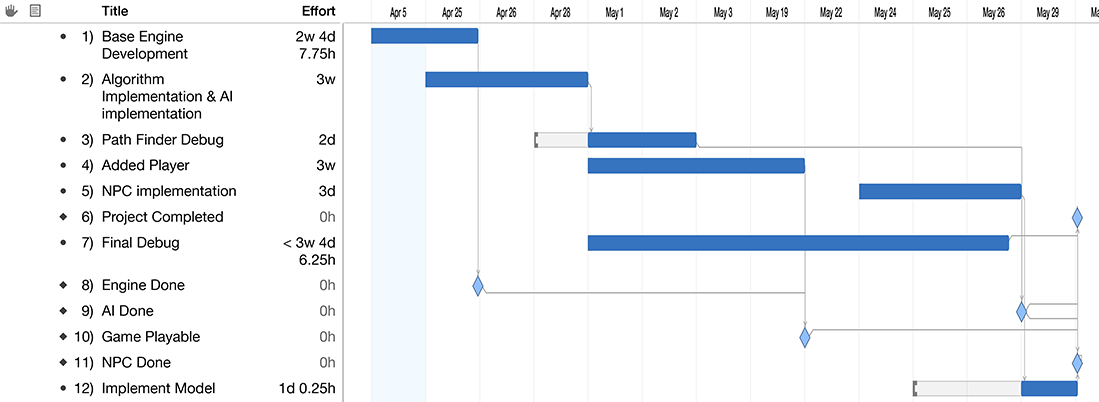 Title Effort Apr 5 Apr 25 Apr 26 Apr 28 May 1 May 2 May 3 May 19 May 22 May 24 May 25 May 26 May 29 Ma
1) Base Engine 2w 4d
Development 7.75h
2) Algorithm 3w
Implementation & AI
implementation
3) Path Finder Debug 2d
4) Added Player 3w
5) NPC implementation 3d
6) Project Completed 0h
7) Final Debug < 3w 4d
6.25h
8) Engine Done 0h
9) AI Done 0h
10) Game Playable 0h
11) NPC Done 0h
12) Implement Model 1d 0.25h